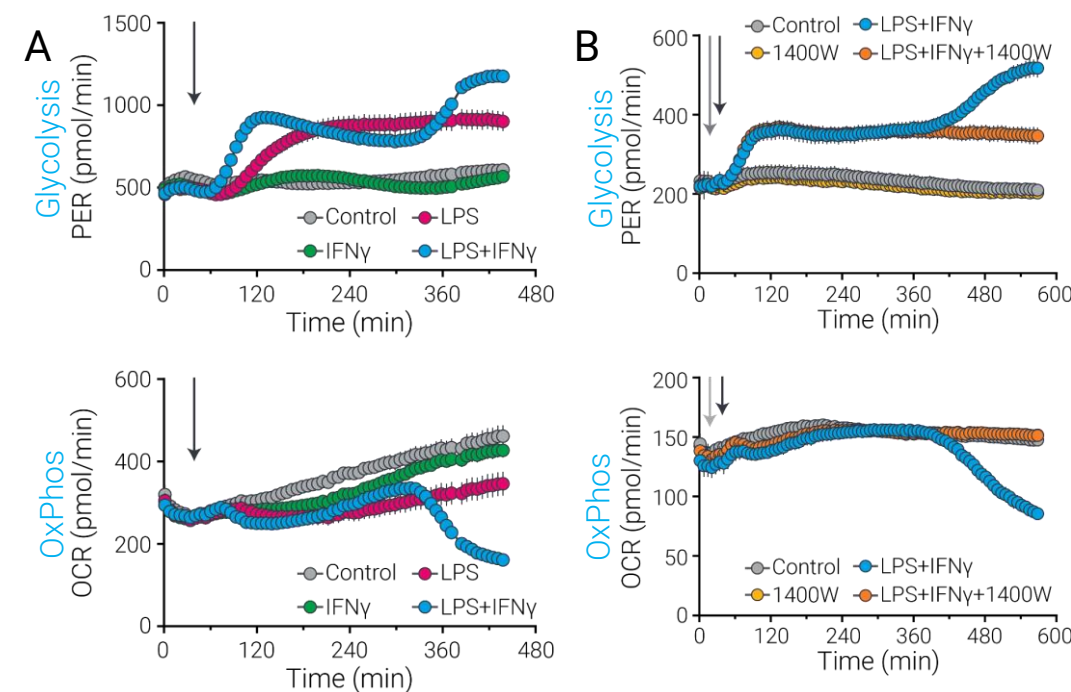 A
Glycolysis
PER (pmol/min)
1500
1000
500
0
0 120 240 360 480
Time (min)
Control LPS
IFNγ LPS+IFNγ
B
Glycolysis
PER (pmol/min)
Control LPS+IFNγ
1400W LPS+IFNγ+1400W
600
400
200
0
0 120 240 360 480 600
Time (min)
OxPhos
OCR (pmol/min)
600
400
200
0
Control LPS
IFNγ LPS+IFNγ
0 120 240 360 480
Time (min)
OxPhos
OCR (pmol/min)
200
150
100
50
0
Control LPS+IFNγ
1400W LPS+IFNγ+1400W
0 120 240 360 480 600
Time (min)